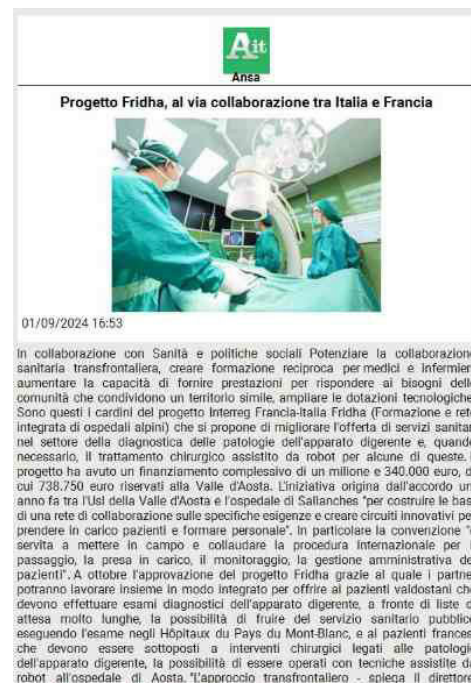 Ait
Ansa
Progetto Fridha, al via collaborazione tra Italia e Francia
01/09/2024 16:53
In collaborazione con Sanità e politiche sociali Potenziare la collaborazione
sanitaria transfrontaliera, creare formazione reciproca per medici e infermieri
aumentare la capacità di fornire prestazioni per rispondere ai bisogni delle
comunità che condividono un territorio simile, ampliare le dotazioni tecnologiche.
Sono questi i cardini del progetto Interreg Francia-Italia Fridha (Formazione e rete
integrata di ospedali alpini) che si propone di migliorare l'offerta di servizi sanitar
nel settore della diagnostica delle patologie dell'apparato digerente e, quando
necessario, il trattamento chirurgico assistito da robot per alcune di queste.
progetto ha avuto un finanziamento complessivo di un milione e 340.000 euro, d
cui 738.750 euro riservati alla Valle d'Aosta. L'iniziativa origina dall'accordo un
anno fa tra l'Usl della Valle d'Aosta e l'ospedale di Sallanches "per costruire le bas
di una rete di collaborazione sulle specifiche esigenze e creare circuiti innovativi pe
prendere in carico pazienti e formare personale". In particolare la convenzione "
servita a mettere in campo e collaudare la procedura internazionale per
passaggio, la presa in carico, il monitoraggio, la gestione amministrativa de
pazienti". A ottobre l'approvazione del progetto Fridha grazie al quale i partne
potranno lavorare insieme in modo integrato per offrire ai pazienti valdostani che
devono effettuare esami diagnostici dell'apparato digerente, a fronte di liste d
attesa molto lunghe, la possibilità di fruire del servizio sanitario pubblico
eseguendo l'esame negli Hôpitaux du Pays du Mont-Blanc, e ai pazienti frances
che devono essere sottoposti a interventi chirurgici legati alle patologie
dell'apparato digerente, la possibilità di essere operati con tecniche assistite da
robot all'ospedale di Aosta. "L'approccio transfrontaliero - spiega il direttore